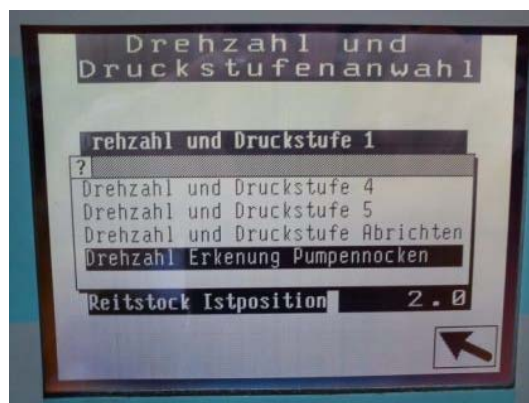 Drehzahl und
Druckstufenanwahl
rehzahl und Druckstufe 1
?
Drehzahl und Druckstufe 4
Drehzahl und Druckstufe 5
Drehzahl und Druckstufe Abrichten
Drehzahl Erkenung Pumpennocken
Reitstock Istposition 2.0